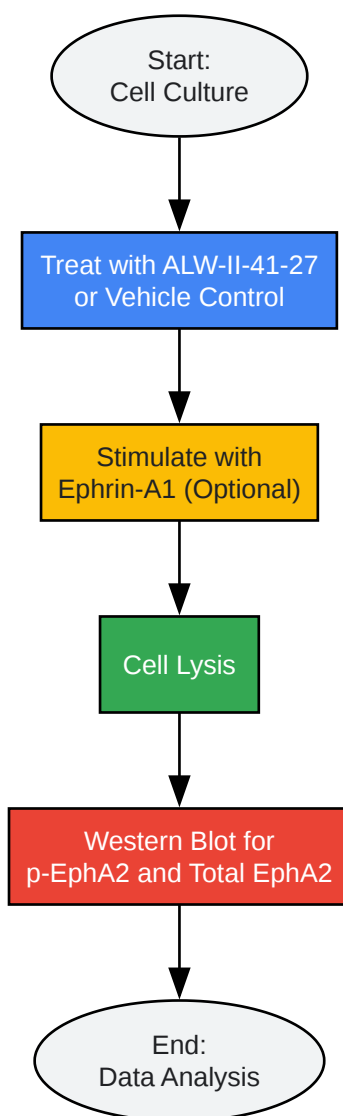 Start:
Cell Culture
Treat with ALW-II-41-27
or Vehicle Control
Stimulate with
Ephrin-A1 (Optional)
Cell Lysis
Western Blot for
p-EphA2 and Total EphA2
End:
Data Analysis